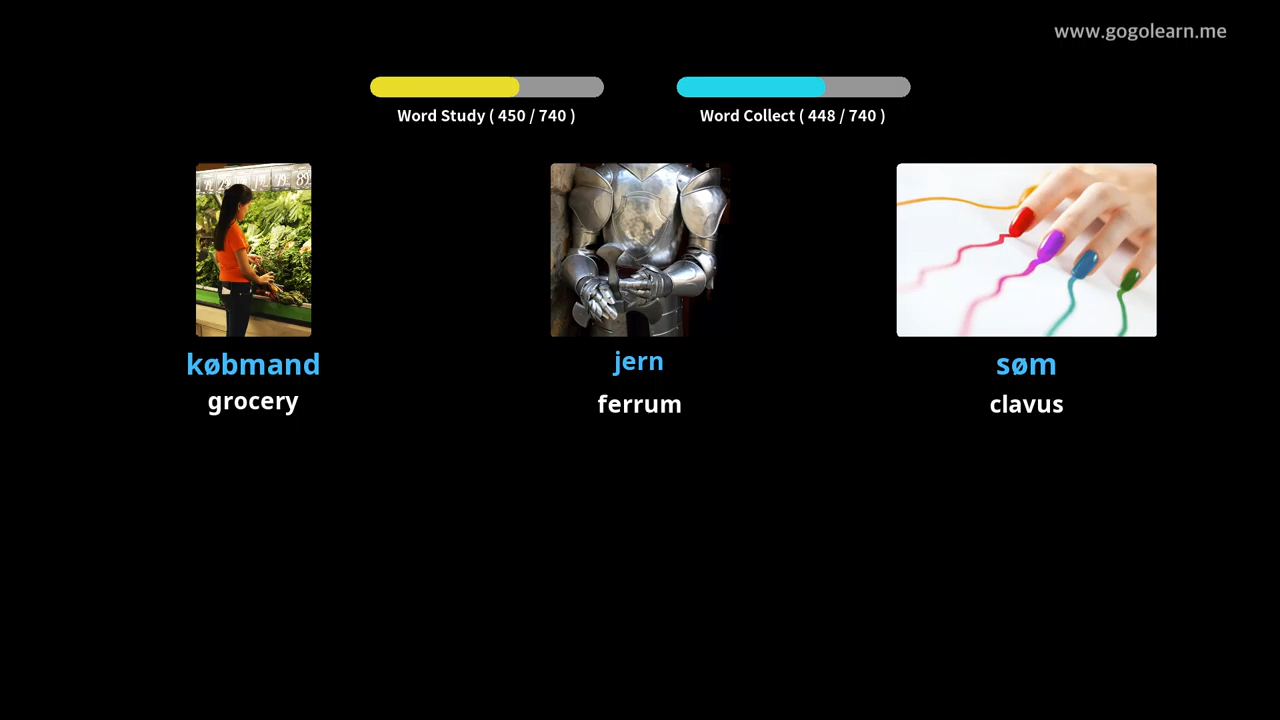 www.gogolearn.me
Word Study ( 450 / 740 )
Word Collect ( 448 / 740 )
købmand
grocery
jern
ferrum
søm
clavus